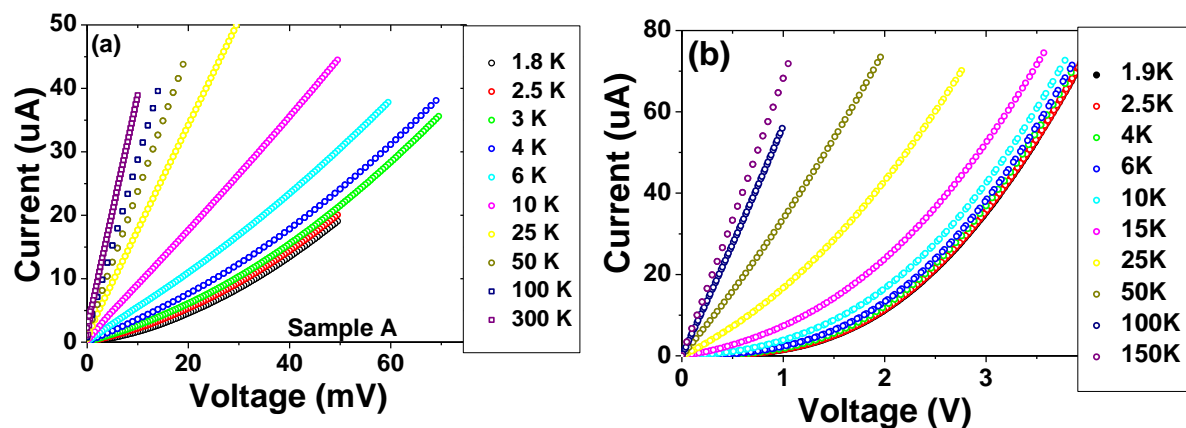 (a)
50
40
30
20
10
0
Current (uA)
0 20 40 60
Voltage (mV)
Sample A
1.8 K
2.5 K
3 K
4 K
6 K
10 K
25 K
50 K
100 K
300 K
(b)
80
60
40
20
0
Current (uA)
0 1 2 3
Voltage (V)
1.9K
2.5K
4K
6K
10K
15K
25K
50K
100K
150K